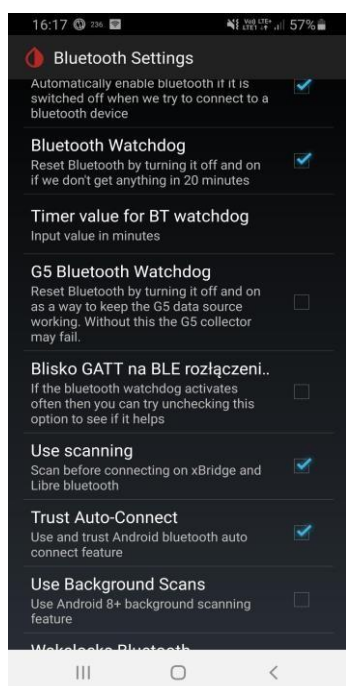 16:17 236 Vo) LTE+ LTE1 57%
Bluetooth Settings
Automatically enable bluetooth if it is
switched off when we try to connect to a
bluetooth device
Bluetooth Watchdog
Reset Bluetooth by turning it off and on
if we don't get anything in 20 minutes
Timer value for BT watchdog
Input value in minutes
G5 Bluetooth Watchdog
Reset Bluetooth by turning it off and on
as a way to keep the G5 data source
working. Without this the G5 collector
may fail.
Blisko GATT na BLE rozłączeni..
If the bluetooth watchdog activates
often then you can try unchecking this
option to see if it helps
Use scanning
Scan before connecting on xBridge and
Libre bluetooth
Trust Auto-Connect
Use and trust Android bluetooth auto
connect feature
Use Background Scans
Use Android 8+ background scanning
feature
Wakelocks Bluetooth